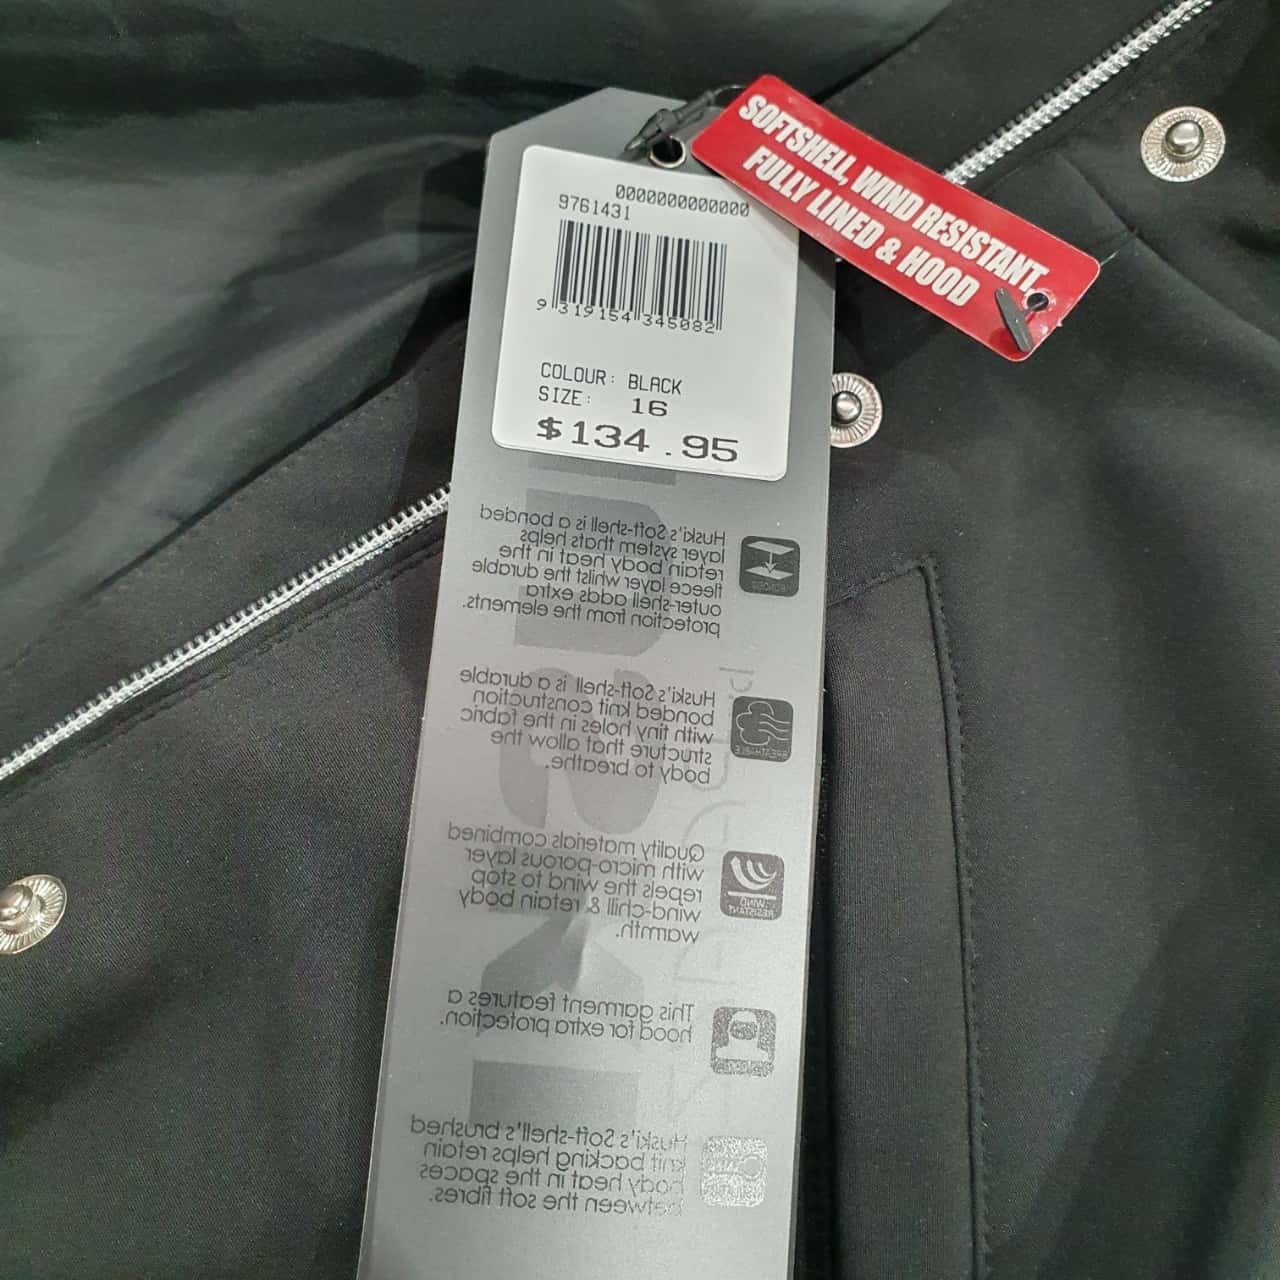 SOFTSHELL, WIND RESISTANT,
FULLY LINED & HOOD
0000000000000
9761431
9 319154 345082
COLOUR: BLACK
SIZE: 16
$134.95
Huski's Soft-shell is a bonded
layer system thats helps
retain body heat in the
fleece layer whilst the durable
outer-shell adds extra
protection from the elements.
Huski's Soft-shell is a durable
bonded knit construction
with tiny holes in the fabric
structure that allow the
body to breathe.
BREATHABLE
Quality materials combined
with micro-porous layer
repels the wind to stop
wind-chill & retain body
warmth.
WIND
RESISTANT
This garment features a
hood for extra protection.
Huski's Soft-shell's brushed
knit backing helps retain
body heat in the spaces
between the soft fibres.